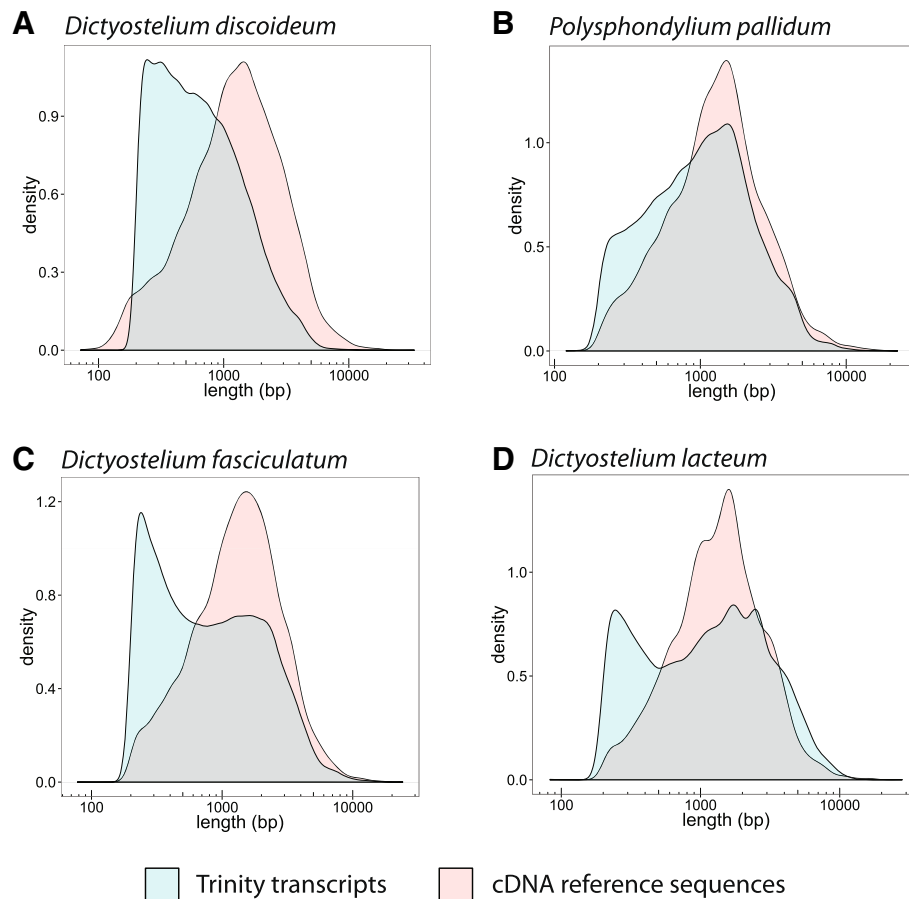 A Dictyostelium discoideum
0.9
0.6
0.3
0.0
density
100 1000 10000
length (bp)
B Polysphondylium pallidum
1.0
0.5
0.0
density
100 1000 10000
length (bp)
C Dictyostelium fasciculatum
1.2
0.8
0.4
0.0
density
100 1000 10000
length (bp)
D Dictyostelium lacteum
1.0
0.5
0.0
density
100 1000 10000
length (bp)
Trinity transcripts cDNA reference sequences